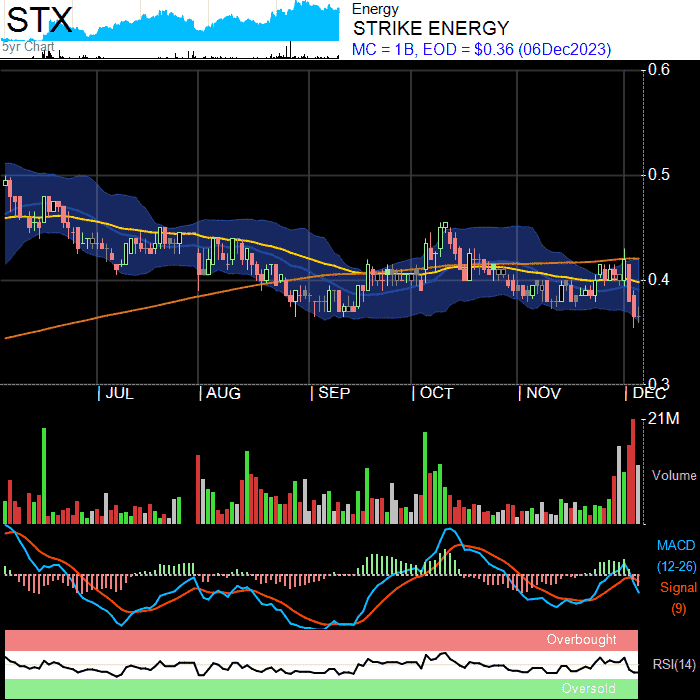 STX
5yr Chart
Energy
STRIKE ENERGY
MC = 1B, EOD = $0.36 (06Dec2023)
0.6
0.5
0.4
0.3
JUL AUG SEP OCT NOV DEC
21M
Volume
MACD
(12-26)
Signal
(9)
Overbought
RSI(14)
Oversold